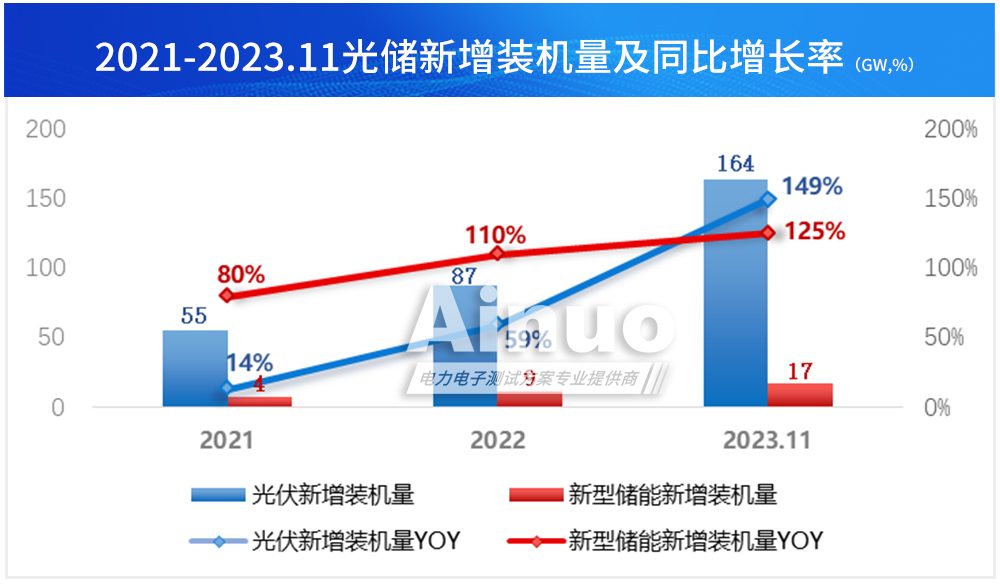 2021-2023.11光储新增装机量及同比增长率（GW,%）
200 200%
164
149%
150 150%
125%
110%
100 80% 87 100%
55
50 59% 50%
14%
4 9 17
0 0%
Ainuo
电力电子测试方案专业提供商
2021 2022 2023.11
光伏新增装机量 新型储能新增装机量
光伏新增装机量YOY 新型储能新增装机量YOY